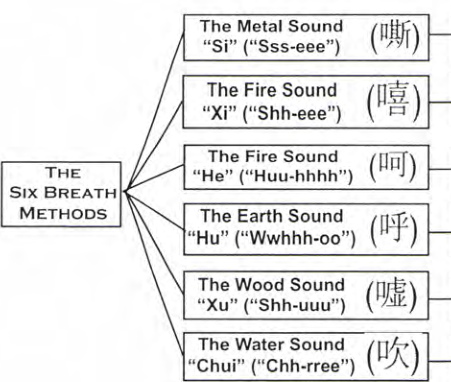 The Metal Sound
“Si” (“Sss-eee”) (嘶)
The Fire Sound
“Xi” (“Shh-eee”) (嘻)
The Fire Sound
“He” (“Huu-hhhh”) (呵)
THE
SIX BREATH
METHODS
The Earth Sound
“Hu” (“Wwhhh-oo”) (呼)
The Wood Sound
“Xu” (“Shh-uuu”) (嘘)
The Water Sound
“Chui” (“Chh-rree”) (吹)